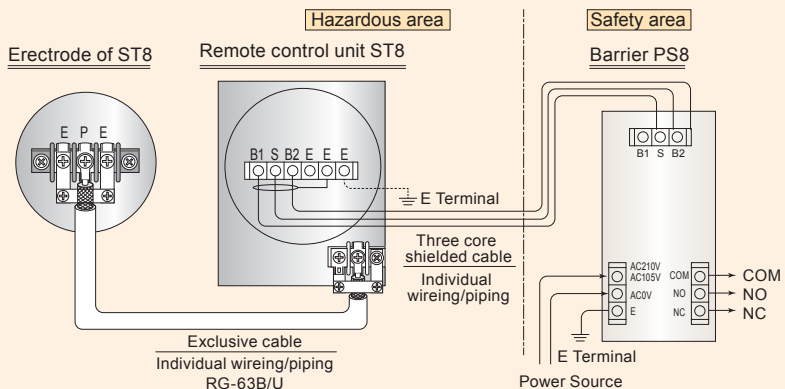 Hazardous area
Safety area
Erectrode of ST8
Remote control unit ST8
Barrier PS8
E P E
B1 S B2 E E E
B1 S B2
E Terminal
Three core
shielded cable
Individual
wireing/piping
AC210V
AC105V
AC0V
E
COM
NO
NC
COM
NO
NC
E Terminal
Power Source
Exclusive cable
Individual wireing/piping
RG-63B/U